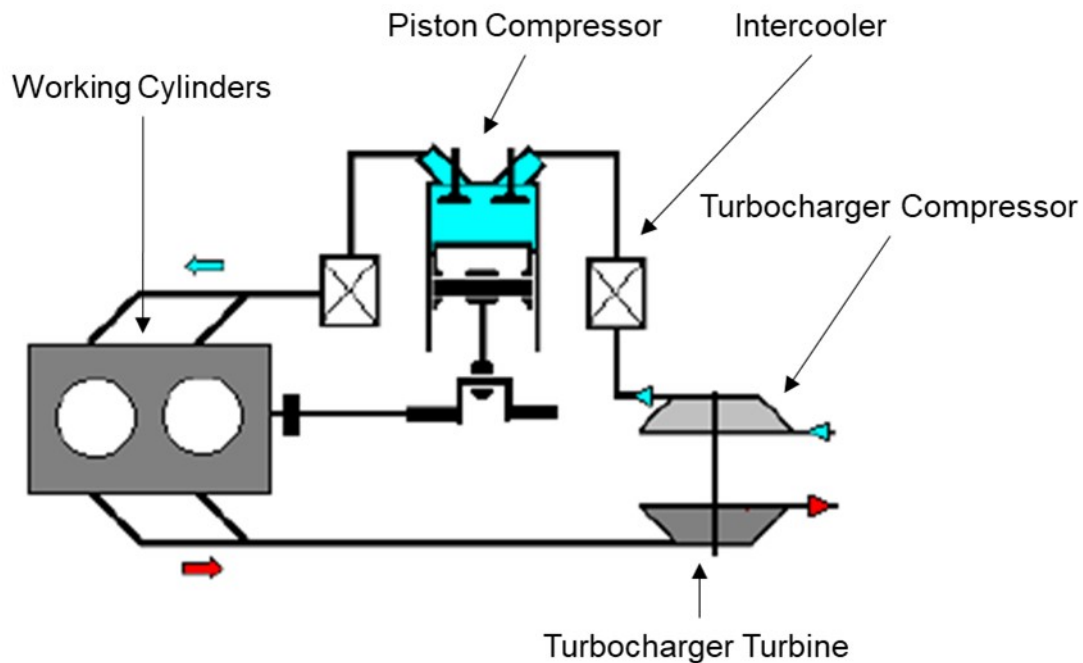 Piston Compressor
Intercooler
Working Cylinders
Turbocharger Compressor
Turbocharger Turbine